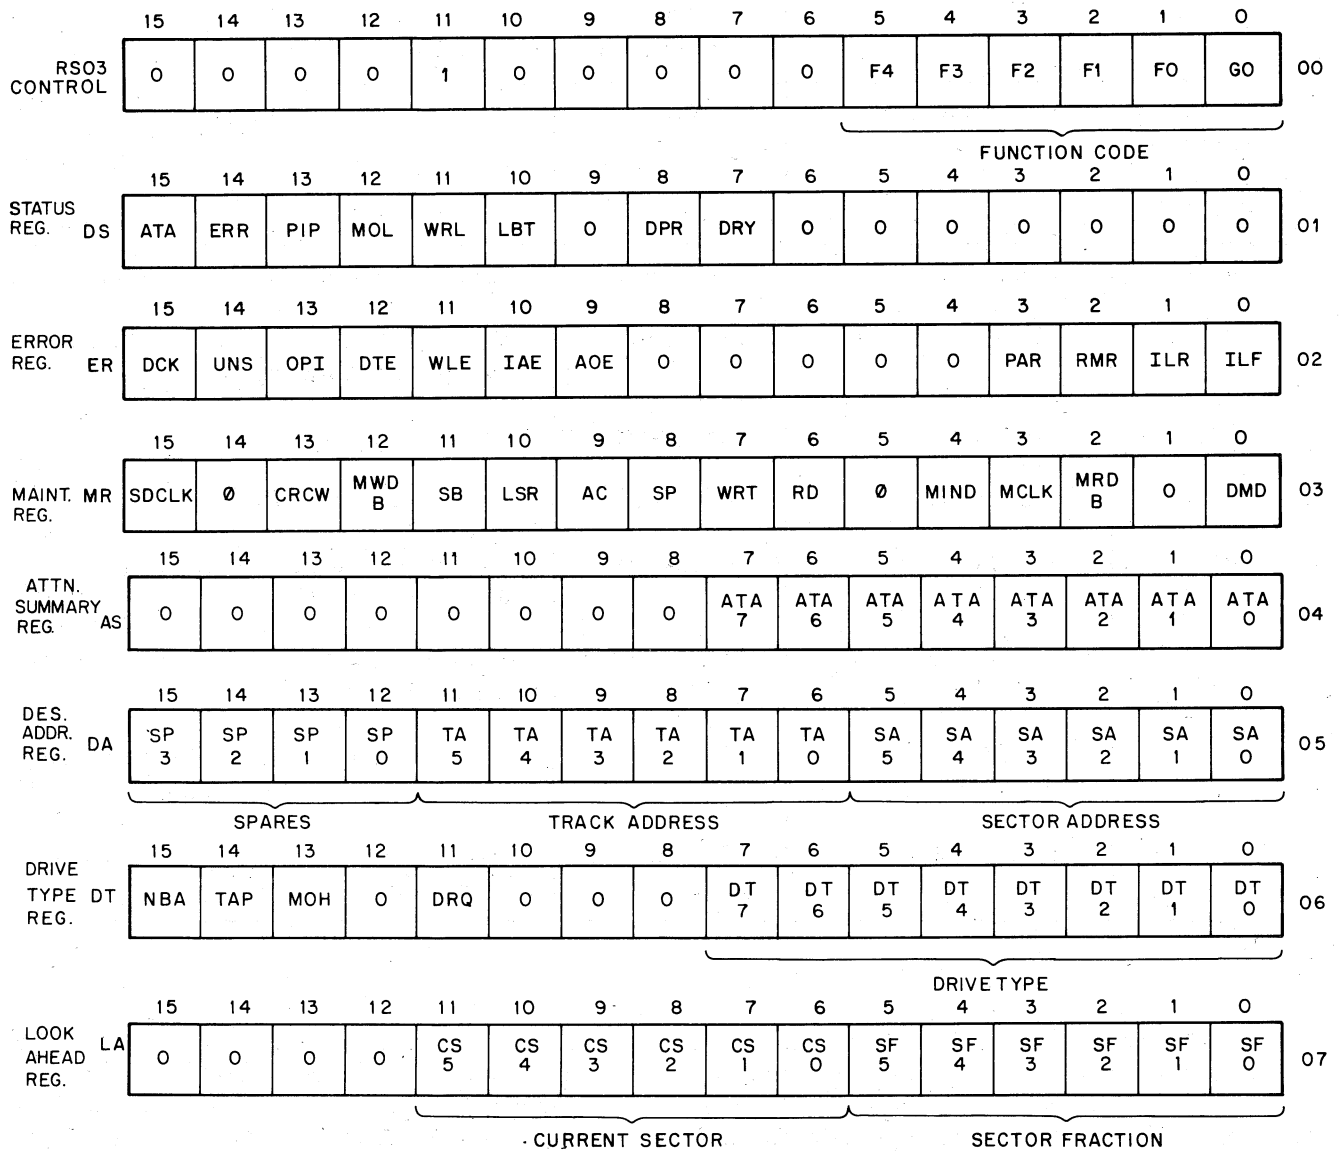 15 14 13 12 11 10 9 8 7 6 5 4 3 2 1 0
RS03 CONTROL 0 0 0 0 1 0 0 0 0 0 F4 F3 F2 F1 F0 GO 00
FUNCTION CODE
15 14 13 12 11 10 9 8 7 6 5 4 3 2 1 0
STATUS REG. DS ATA ERR PIP MOL WRL LBT 0 DPR DRY 0 0 0 0 0 0 0 01
15 14 13 12 11 10 9 8 7 6 5 4 3 2 1 0
ERROR REG. ER DCK UNS OPI DTE WLE IAE AOE 0 0 0 0 0 PAR RMR ILR ILF 02
15 14 13 12 11 10 9 8 7 6 5 4 3 2 1 0
MAINT. REG. MR SDCLK Ø CRCW MWD B SB LSR AC SP WRT RD Ø MIND MCLK MRD B 0 DMD 03
15 14 13 12 11 10 9 8 7 6 5 4 3 2 1 0
ATTN. SUMMARY REG. AS 0 0 0 0 0 0 0 0 ATA 7 ATA 6 ATA 5 ATA 4 ATA 3 ATA 2 ATA 1 ATA 0 04
15 14 13 12 11 10 9 8 7 6 5 4 3 2 1 0
DES. ADDR. REG. DA SP 3 SP 2 SP 1 SP 0 TA 5 TA 4 TA 3 TA 2 TA 1 TA 0 SA 5 SA 4 SA 3 SA 2 SA 1 SA 0 05
SPARES TRACK ADDRESS SECTOR ADDRESS
15 14 13 12 11 10 9 8 7 6 5 4 3 2 1 0
DRIVE TYPE REG. DT NBA TAP MOH 0 DRQ 0 0 0 DT 7 DT 6 DT 5 DT 4 DT 3 DT 2 DT 1 DT 0 06
DRIVE TYPE
15 14 13 12 11 10 9 8 7 6 5 4 3 2 1 0
LOOK AHEAD REG. LA 0 0 0 0 CS 5 CS 4 CS 3 CS 2 CS 1 CS 0 SF 5 SF 4 SF 3 SF 2 SF 1 SF 0 07
CURRENT SECTOR SECTOR FRACTION